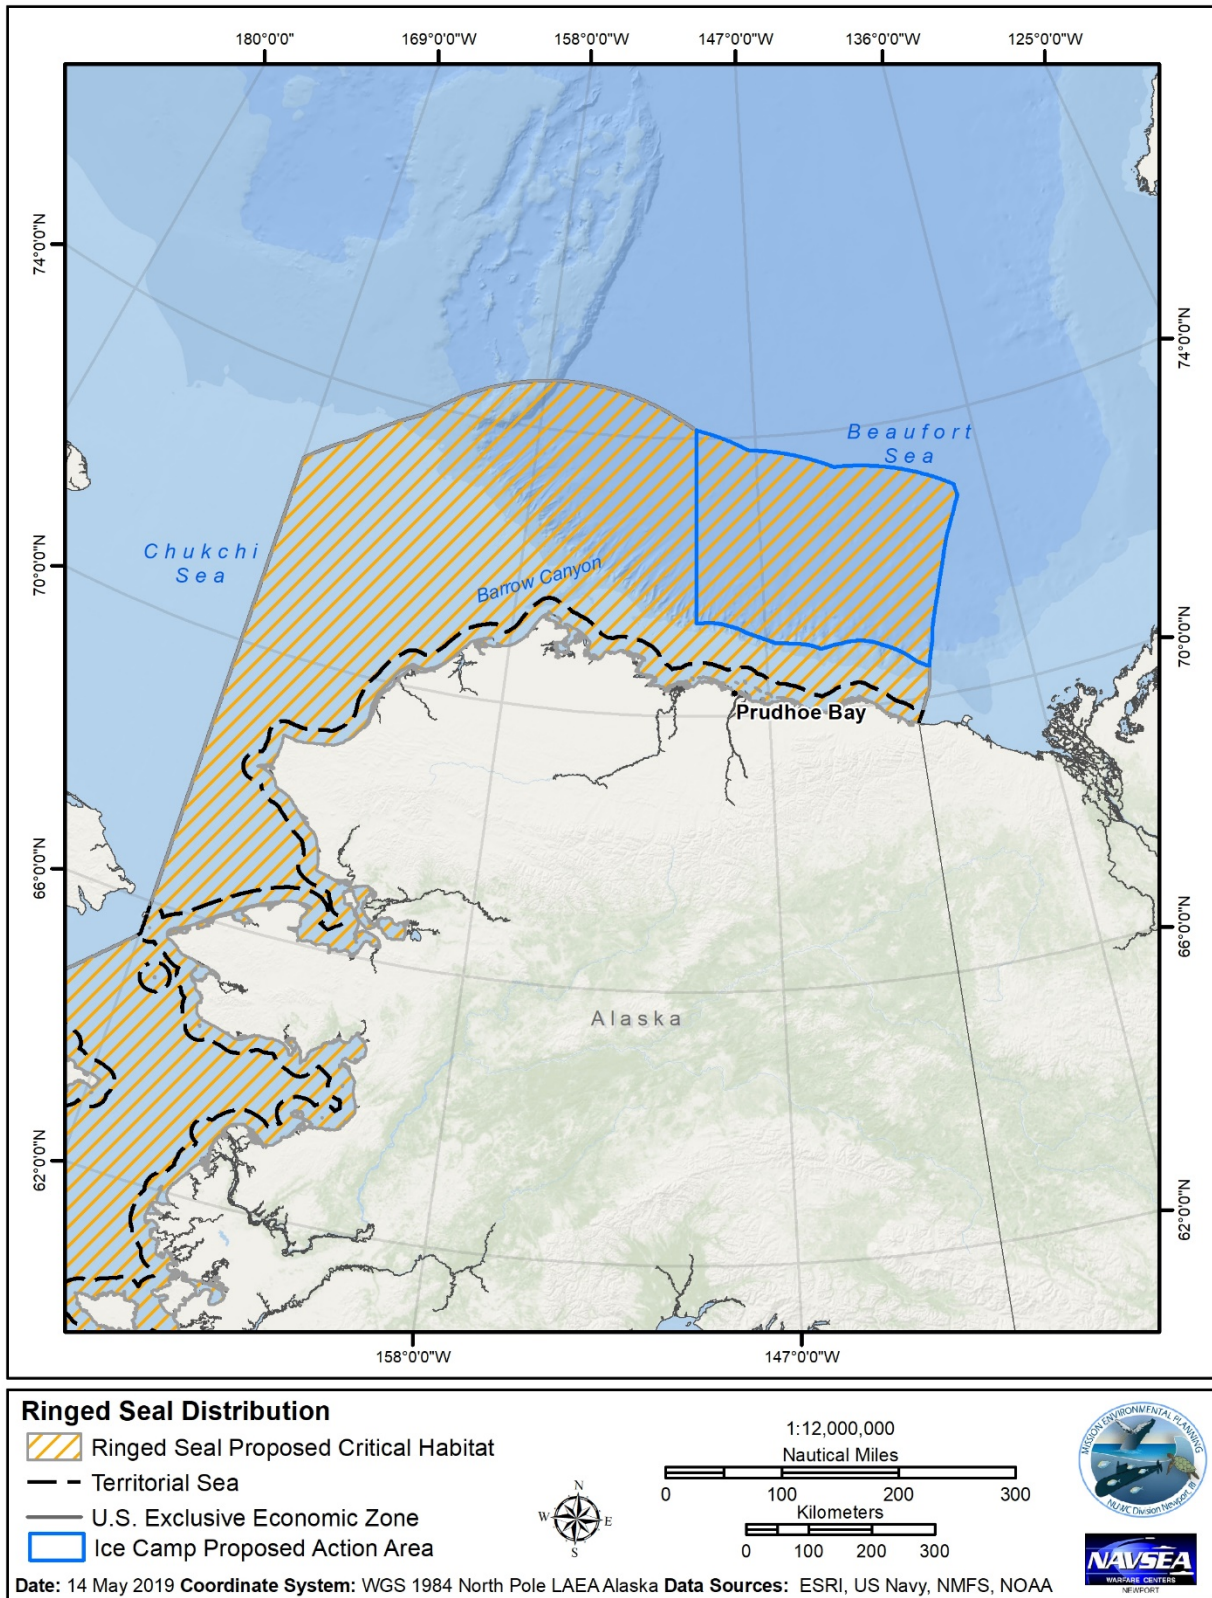 180°0'0"
169°0'0"W
158°0'0"W
147°0'0"W
136°0'0"W
125°0'0"W
74°0'0"N
74°0'0"N
Beaufort
Sea
Chukchi
Sea
Barrow Canyon
70°0'0"N
70°0'0"N
Prudhoe Bay
66°0'0"N
66°0'0"N
Alaska
62°0'0"N
62°0'0"N
158°0'0"W
147°0'0"W
Ringed Seal Distribution
Ringed Seal Proposed Critical Habitat
Territorial Sea
U.S. Exclusive Economic Zone
Ice Camp Proposed Action Area
N
W E
S
1:12,000,000
Nautical Miles
0 100 200 300
Kilometers
0 100 200 300
MISSION ENVIRONMENTAL PLANNING
NUWC Division Newport, RI
NAVSEA
WARFARE CENTERS
NEWPORT
Date: 14 May 2019 Coordinate System: WGS 1984 North Pole LAEA Alaska Data Sources: ESRI, US Navy, NMFS, NOAA